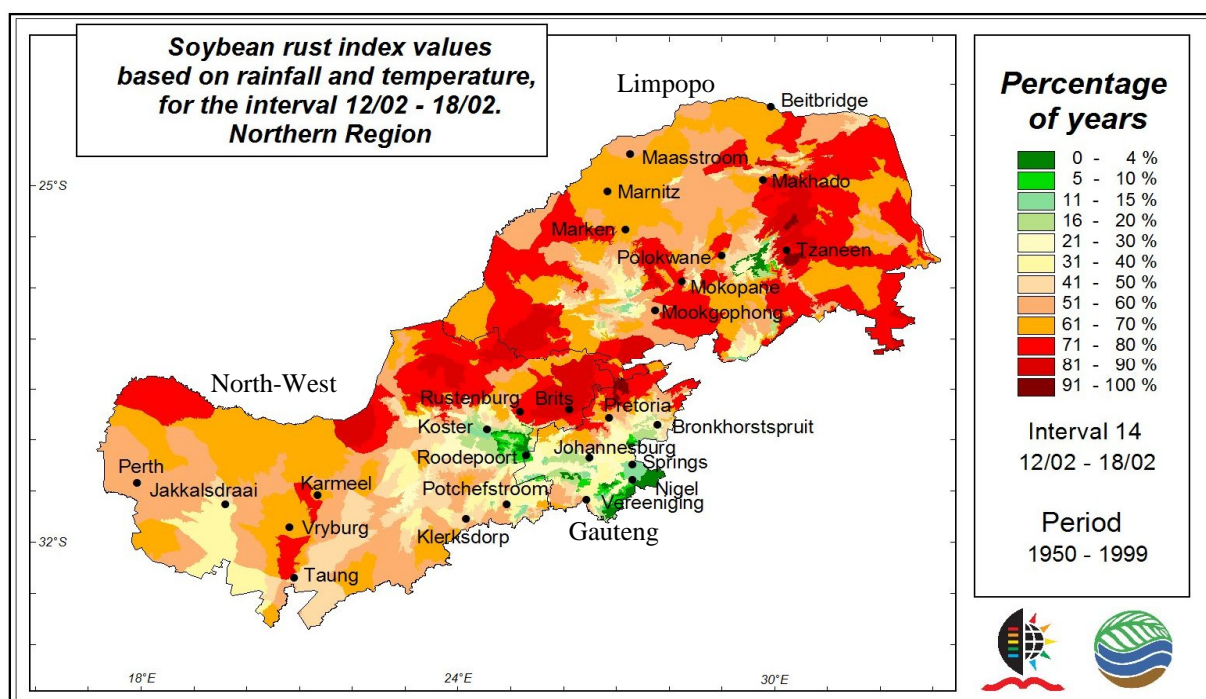 Soybean rust index values
based on rainfall and temperature,
for the interval 12/02 - 18/02.
Northern Region
Limpopo
Beitbridge
Maasstroom
25°S
Marnitz
Makhado
Marken
Polokwane
Tzaneen
Mokopane
Mookgophong
North-West
Rustenburg
Brits
Pretoria
Koster
Bronkhorstspruit
Johannesburg
Roodepoort
Springs
Perth
Karmeel
Jakkalsdraai
Potchefstroom
Nigel
Vereeniging
Vryburg
Klerksdorp
Gauteng
32°S
Taung
18°E
24°E
30°E
Percentage
of years
0 - 4 %
5 - 10 %
11 - 15 %
16 - 20 %
21 - 30 %
31 - 40 %
41 - 50 %
51 - 60 %
61 - 70 %
71 - 80 %
81 - 90 %
91 - 100 %
Interval 14
12/02 - 18/02
Period
1950 - 1999